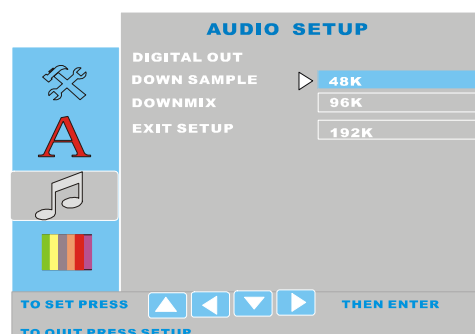 AUDIO SETUP
DIGITAL OUT
DOWN SAMPLE 48K
DOWNMIX 96K
EXIT SETUP 192K
A
TO SET PRESS THEN ENTER
TO QUIT PRESS SETUP